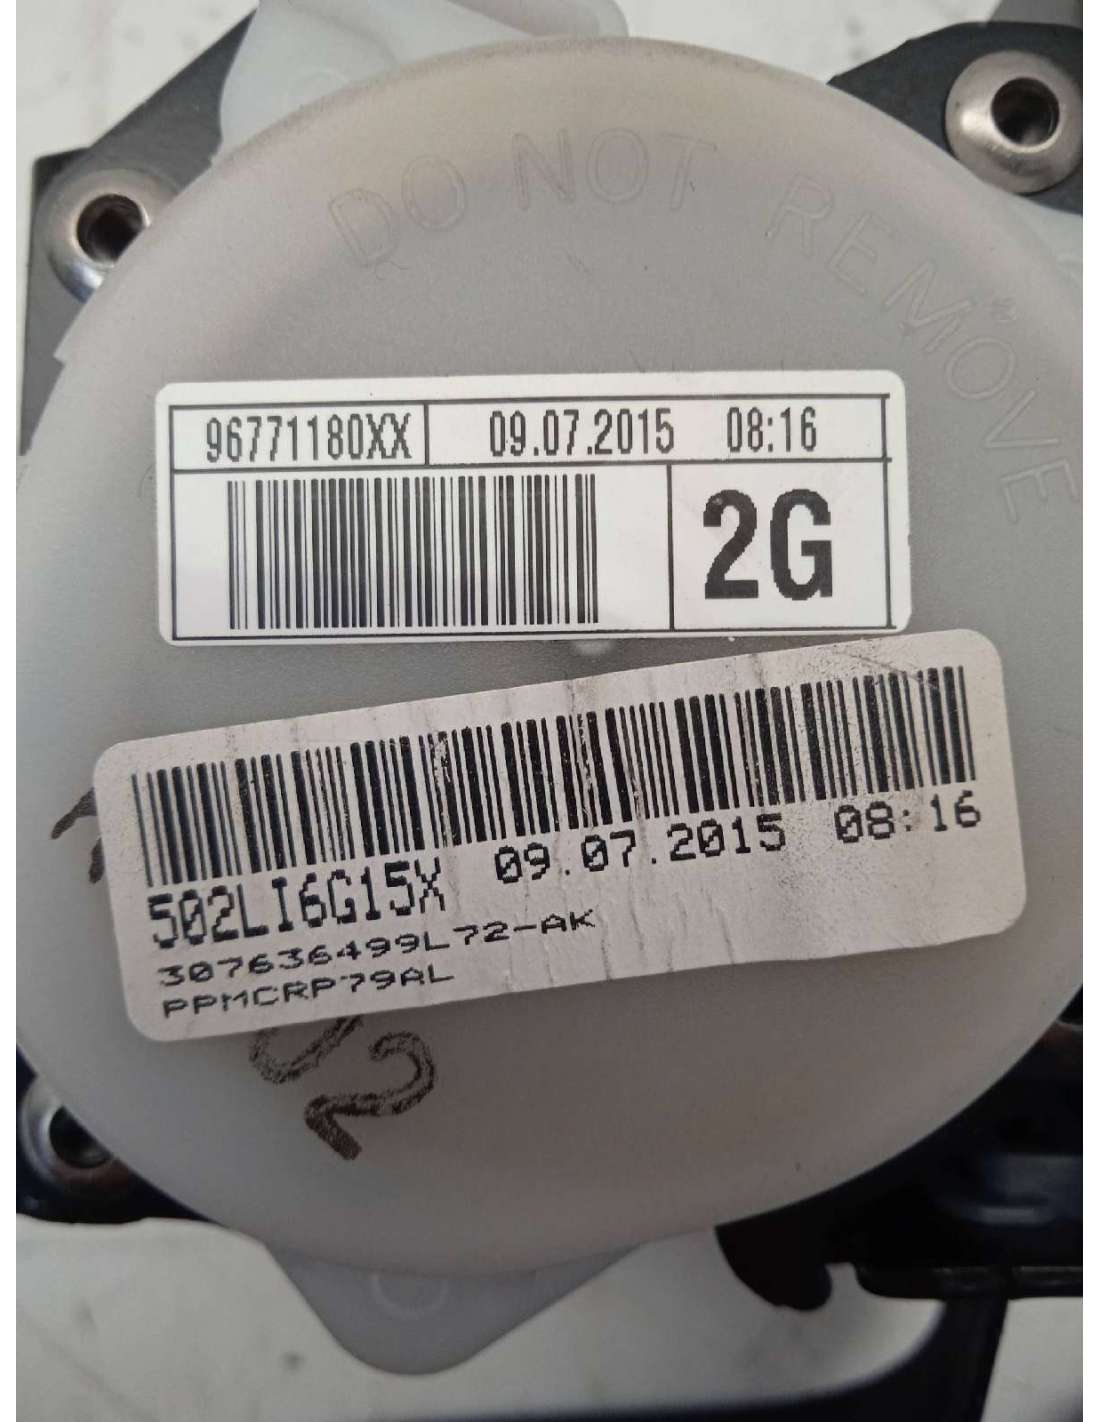 DO NOT REMOVE
96771180XX 09.07.2015 08:16
2G
502LI6G15X 09.07.2015 08:16
307636499L72-AK
PPMCRP79AL
02